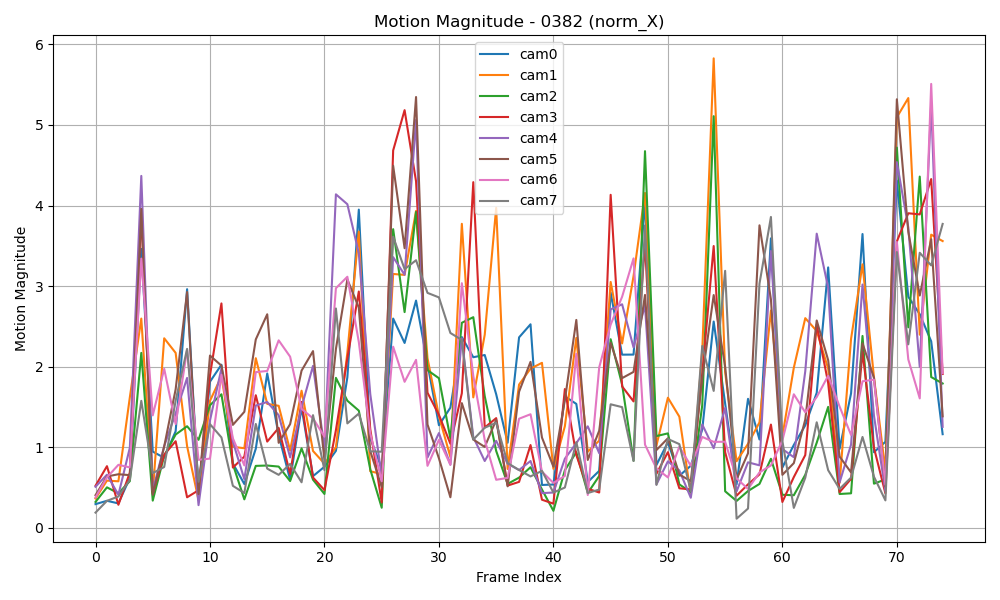 Motion Magnitude - 0382 (norm_X)
cam0
cam1
cam2
cam3
cam4
cam5
cam6
cam7
Motion Magnitude
6
5
4
3
2
1
0
0 10 20 30 40 50 60 70
Frame Index